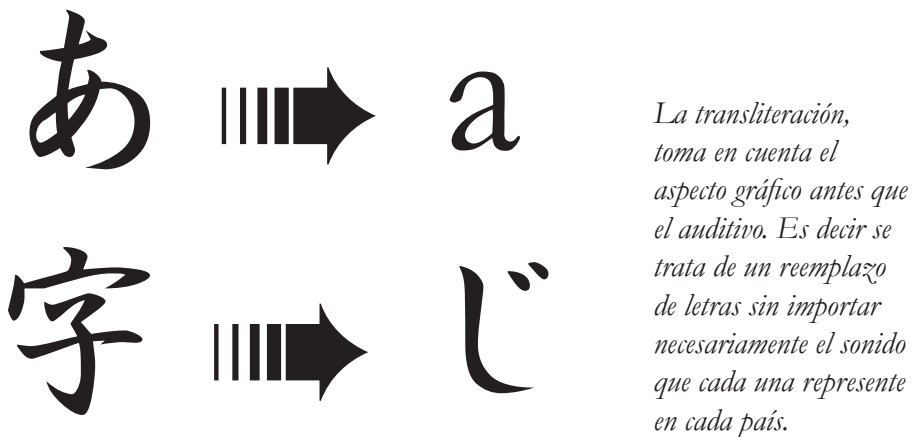 あ a
字 じ
La transliteración,
toma en cuenta el
aspecto gráfico antes que
el auditivo. Es decir se
trata de un reemplazo
de letras sin importar
necesariamente el sonido
que cada una represente
en cada país.